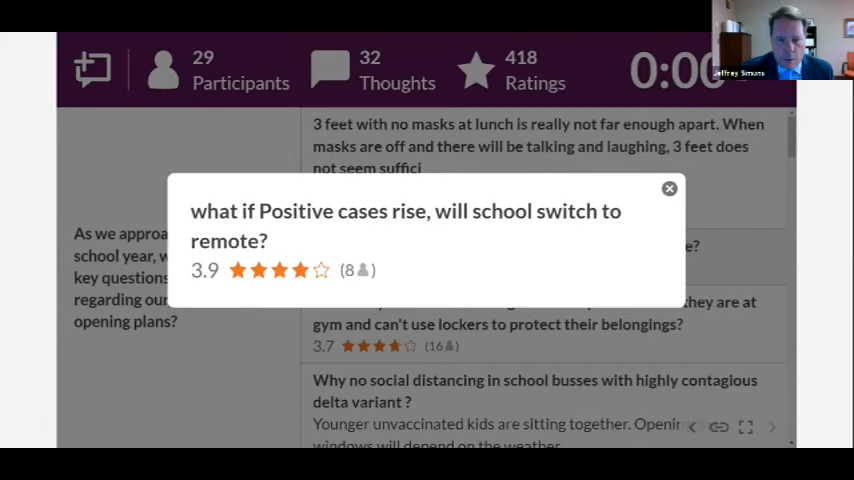 29
Participants
32
Thoughts
418
Ratings
0:00
Jeffrey Simons
3 feet with no masks at lunch is really not far enough apart. When
masks are off and there will be talking and laughing, 3 feet does
not seem suffici
what if Positive cases rise, will school switch to
remote?
3.9 (8)
As we approa
school year, w
key questions
regarding our
opening plans?
e?
they are at
gym and can't use lockers to protect their belongings?
3.7 (16)
Why no social distancing in school busses with highly contagious
delta variant ?
Younger unvaccinated kids are sitting together. Openin
windows will depend on the weather.